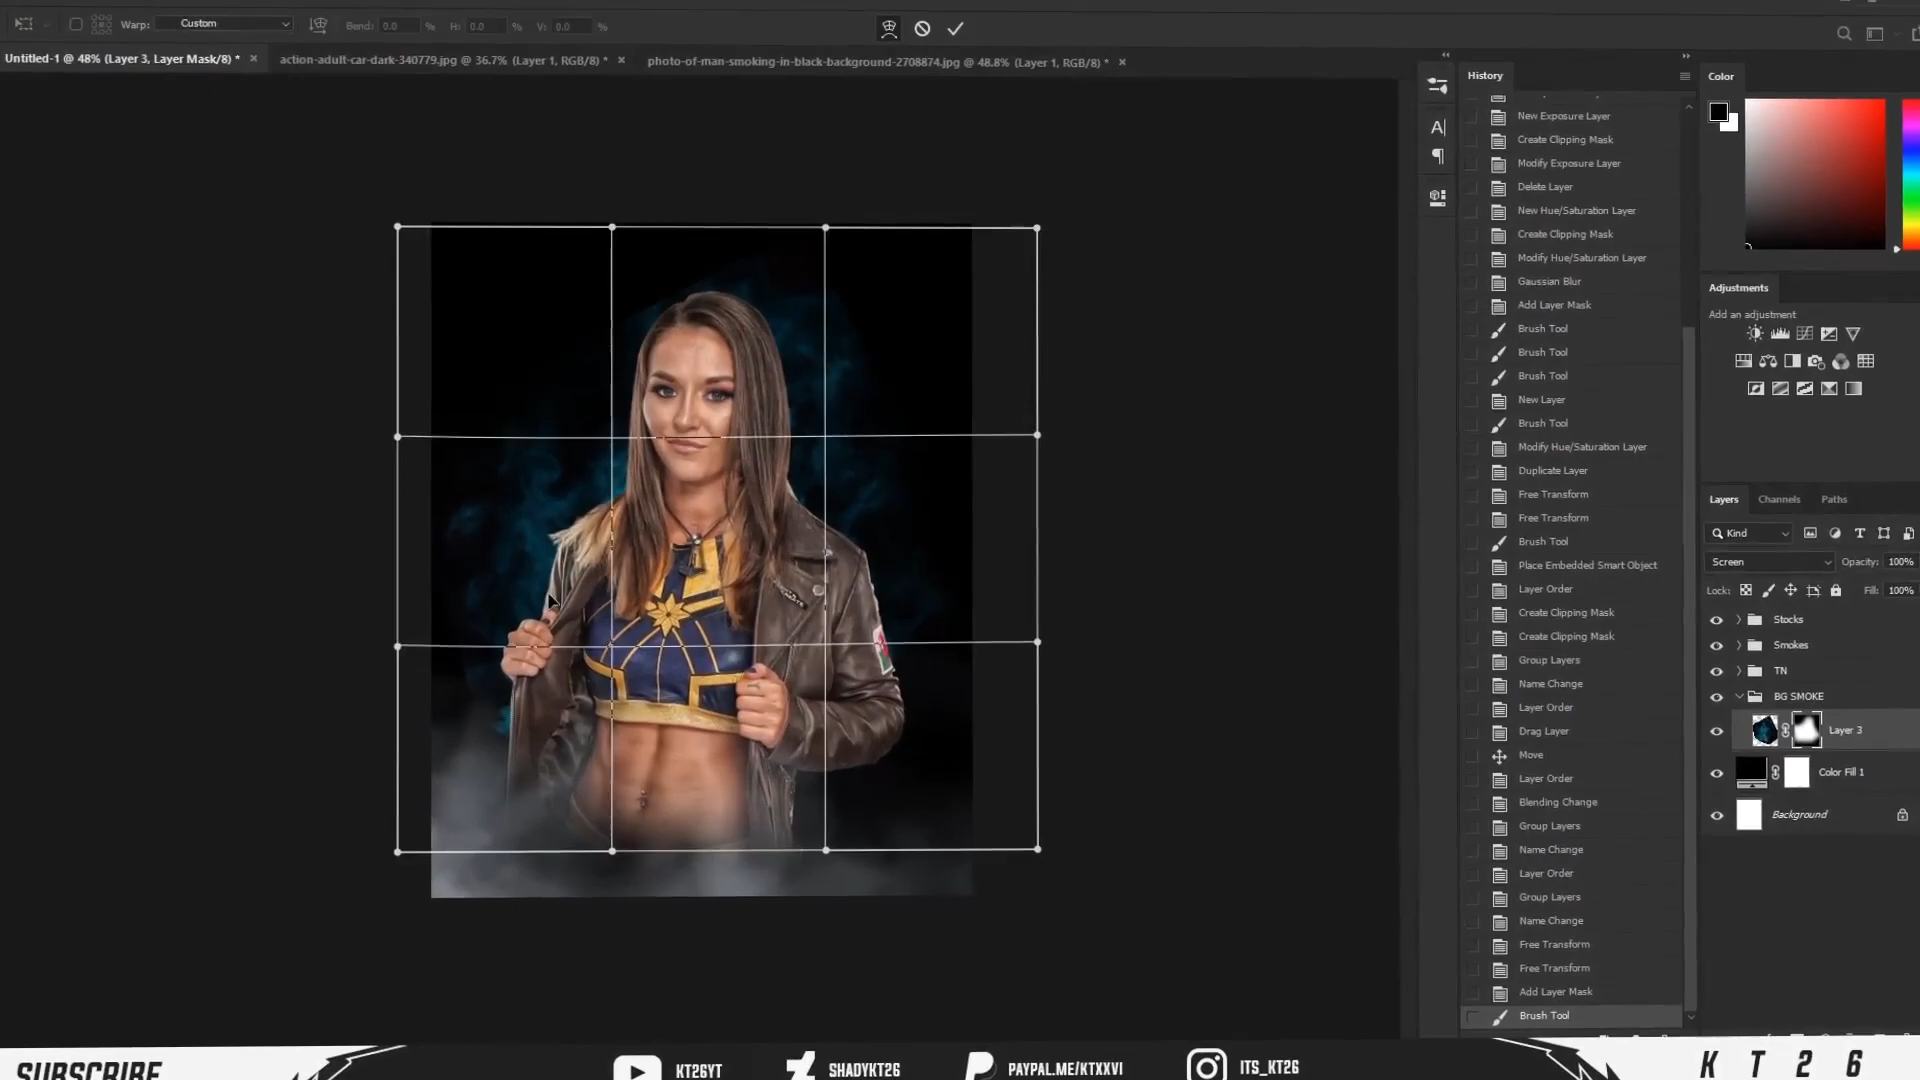 Warp: Custom Bend: 0.0 % H: 0.0 % V: 0.0 %
Untitled-1 @ 48% (Layer 3, Layer Mask/8) * ×
action-adult-car-dark-340779.jpg @ 36.7% (Layer 1, RGB/8) * ×
photo-of-man-smoking-in-black-background-2708874.jpg @ 48.8% (Layer 1, RGB/8) * ×
History
New Exposure Layer
Create Clipping Mask
Modify Exposure Layer
Delete Layer
New Hue/Saturation Layer
Create Clipping Mask
Modify Hue/Saturation Layer
Gaussian Blur
Add Layer Mask
Brush Tool
Brush Tool
Brush Tool
New Layer
Brush Tool
Modify Hue/Saturation Layer
Duplicate Layer
Free Transform
Free Transform
Brush Tool
Place Embedded Smart Object
Layer Order
Create Clipping Mask
Create Clipping Mask
Group Layers
Name Change
Layer Order
Drag Layer
Move
Layer Order
Blending Change
Group Layers
Name Change
Layer Order
Group Layers
Name Change
Free Transform
Free Transform
Add Layer Mask
Brush Tool
Color
Adjustments
Add an adjustment
Layers Channels Paths
Kind
Screen Opacity: 100%
Lock: Fill: 100%
Stocks
Smokes
TN
BG SMOKE
Layer 3
Color Fill 1
Background
SUBSCRIBE KT26YT SHADYKT26 PAYPAL.ME/KTXXVI ITS_KT26 KT26